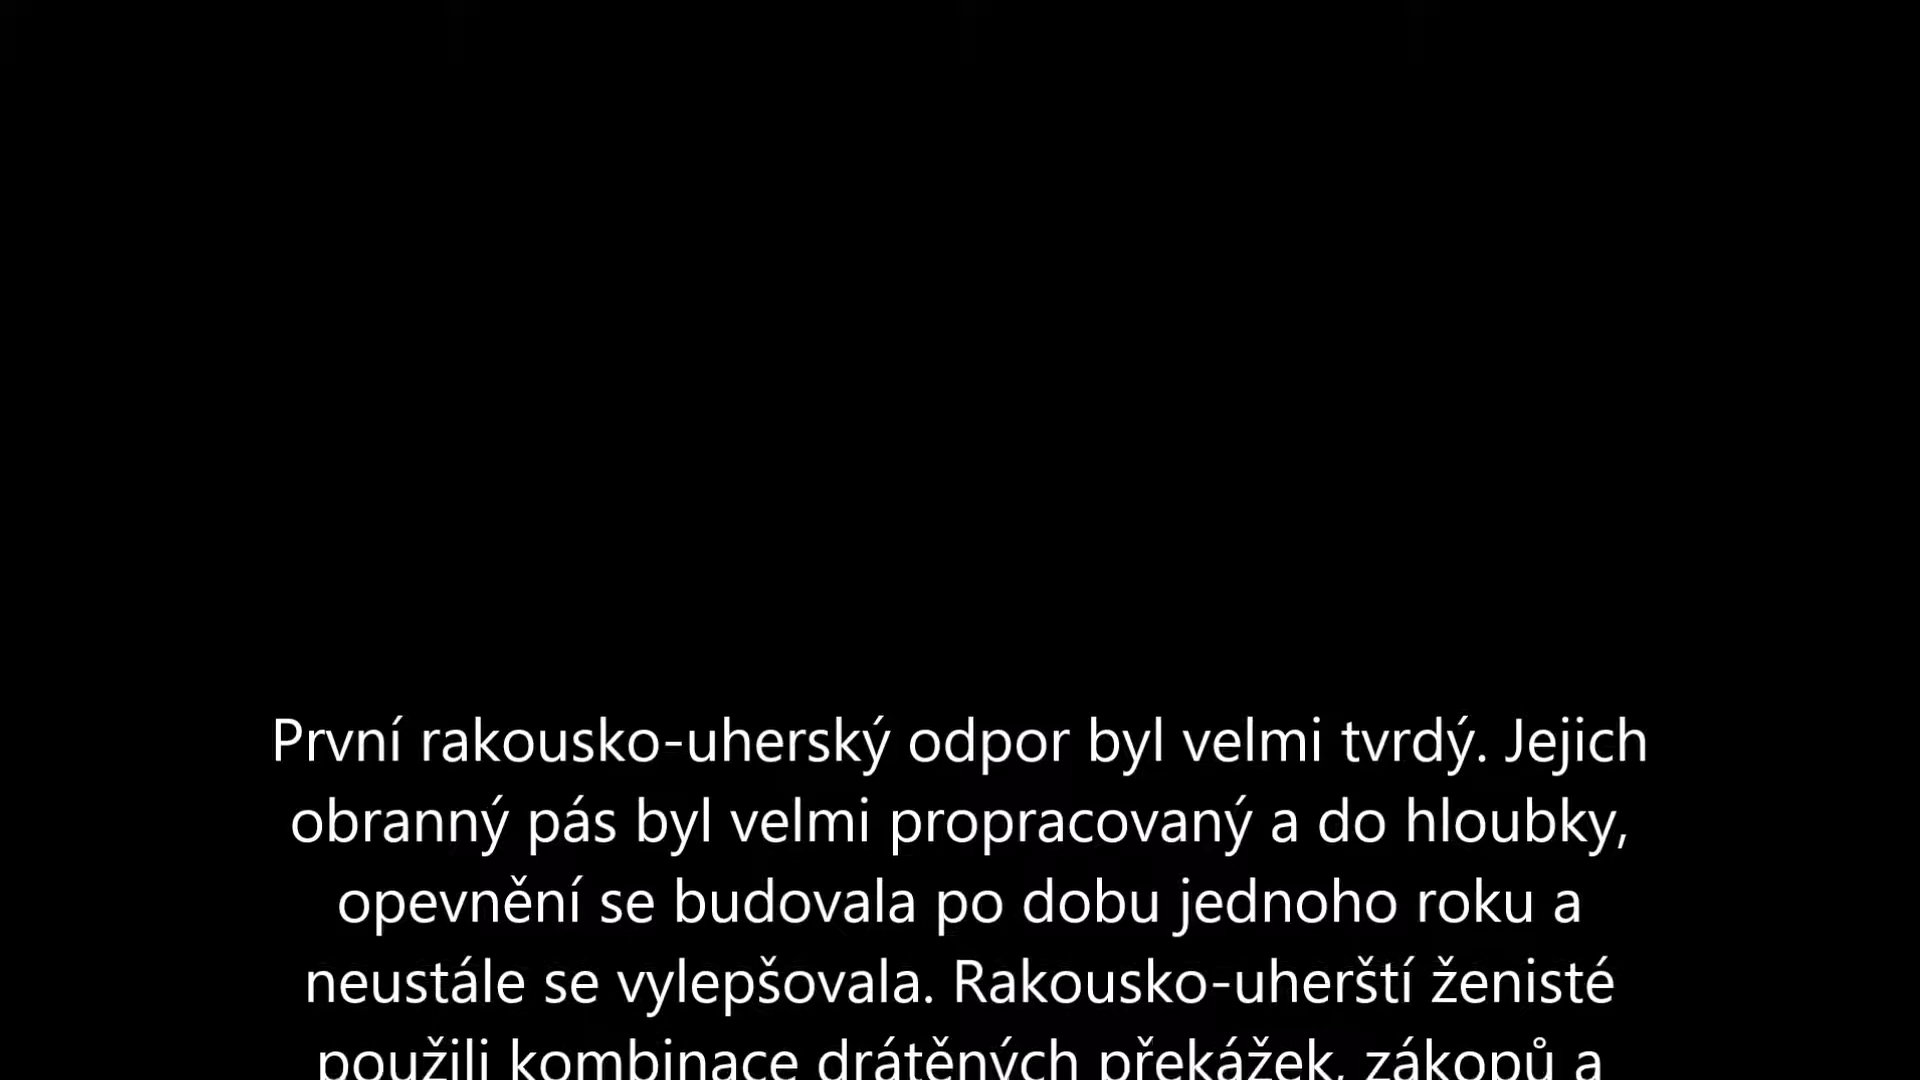 První rakousko-uherský odpor byl velmi tvrdý. Jejich
obranný pás byl velmi propracovaný a do hloubky,
opevnění se budovala po dobu jednoho roku a
neustále se vylepšovala. Rakousko-uherští ženisté
použili kombinace drátěných překážek, zákopů a